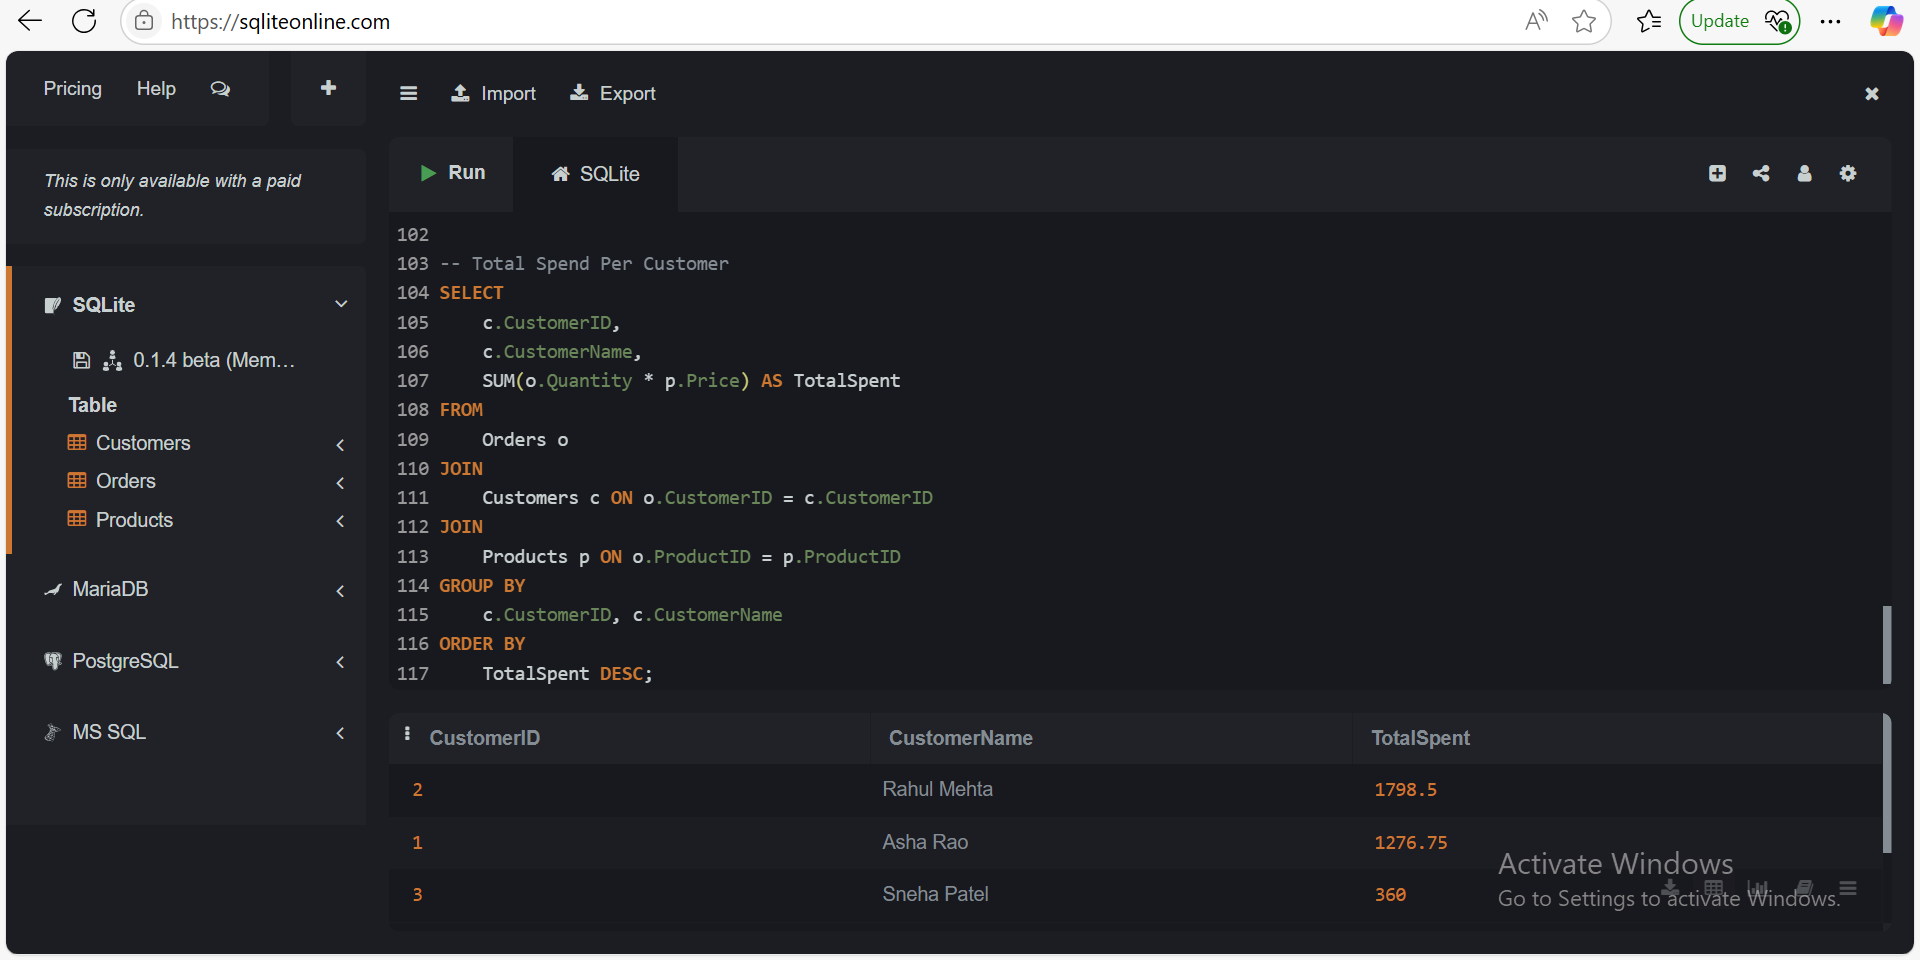 https://sqliteonline.com
Update
Pricing
Help
Import
Export
This is only available with a paid
subscription.
Run
SQLite
SQLite
0.1.4 beta (Mem...
Table
Customers
Orders
Products
MariaDB
PostgreSQL
MS SQL
102
103 -- Total Spend Per Customer
104 SELECT
105 c.CustomerID,
106 c.CustomerName,
107 SUM(o.Quantity * p.Price) AS TotalSpent
108 FROM
109 Orders o
110 JOIN
111 Customers c ON o.CustomerID = c.CustomerID
112 JOIN
113 Products p ON o.ProductID = p.ProductID
114 GROUP BY
115 c.CustomerID, c.CustomerName
116 ORDER BY
117 TotalSpent DESC;
CustomerID CustomerName TotalSpent
2 Rahul Mehta 1798.5
1 Asha Rao 1276.75
3 Sneha Patel 360
Activate Windows
Go to Settings to activate Windows.